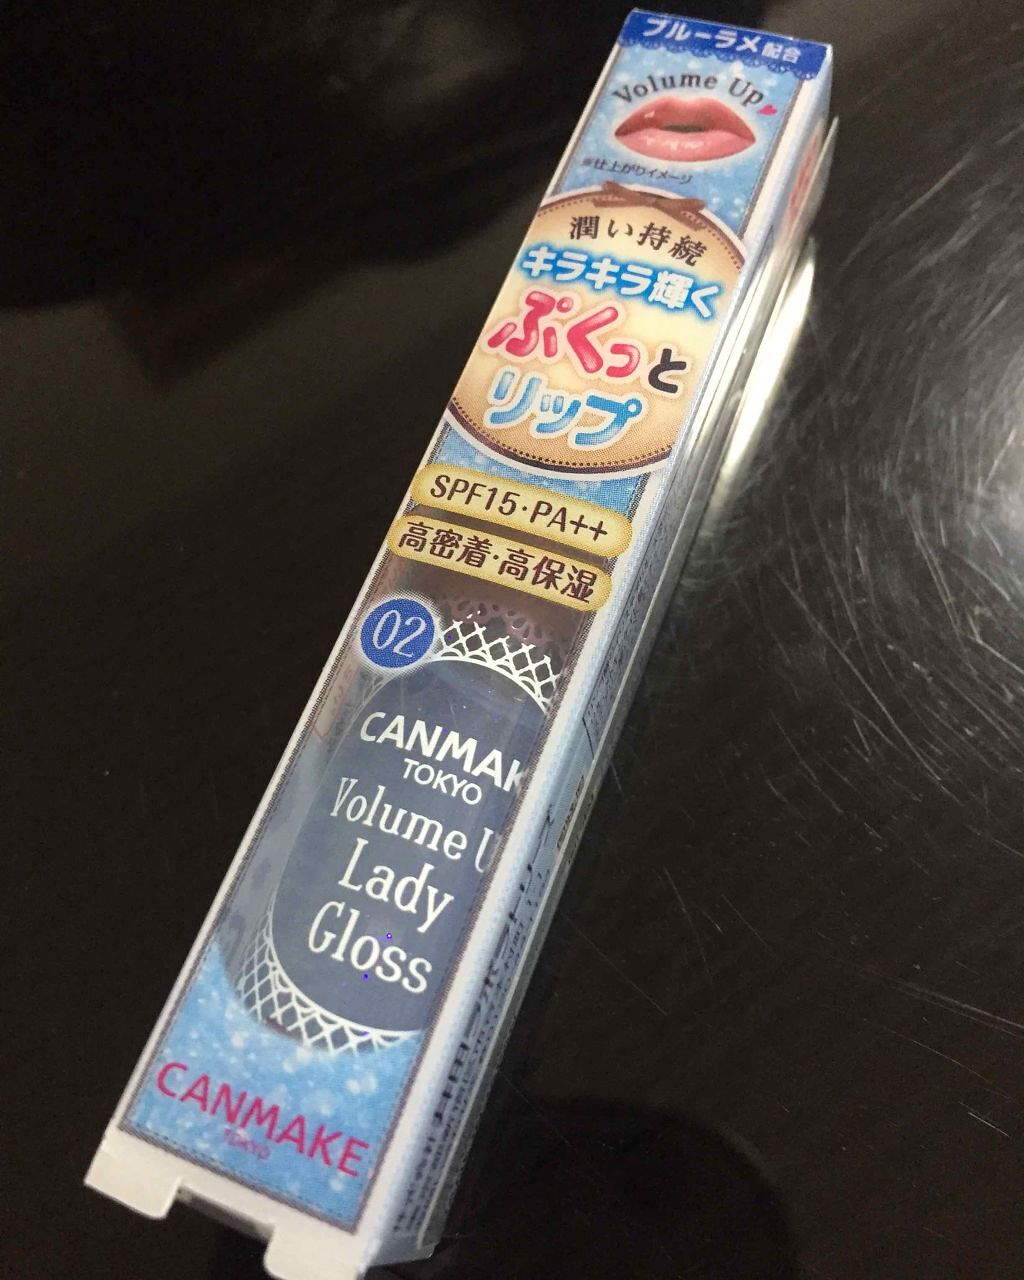 ブルーラメ配合
Volume Up
※仕上がりイメージ
潤い持続
キラキラ輝く
ぷくっと
リップ
SPF15・PA++
高密着・高保湿
02
CANMAK
TOKYO
Volume U
Lady
Gloss
CANMAKE
TOKYO